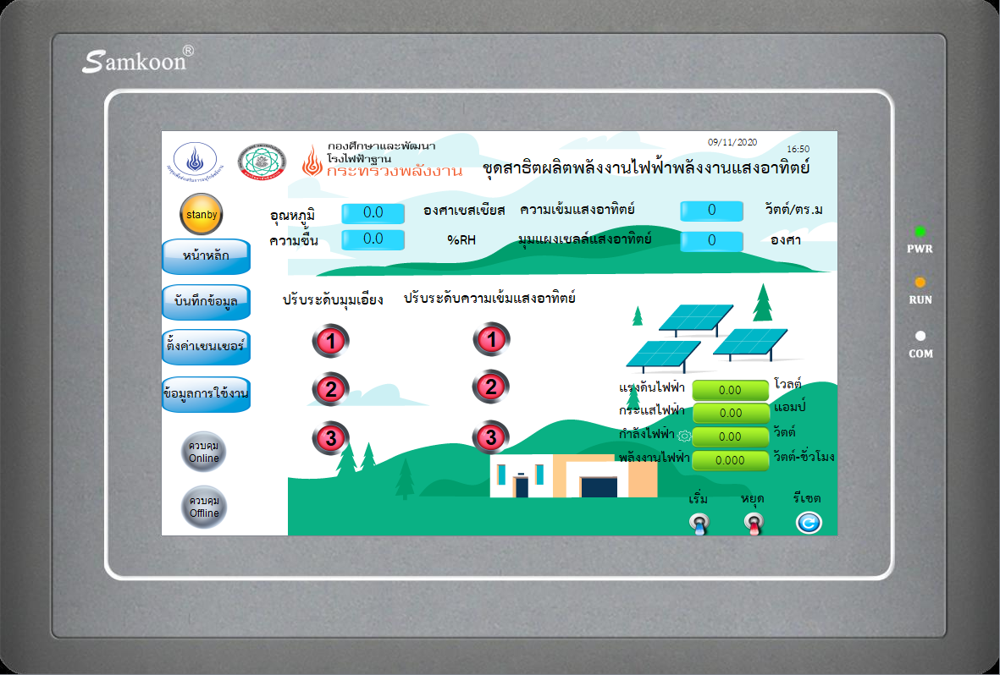 Samkoon®
09/11/2020
16:50
กองศึกษาและพัฒนา
โรงไฟฟ้าฐาน
กระทรวงพลังงาน
ชุดสาธิตผลิตพลังงานไฟฟ้าพลังงานแสงอาทิตย์
stanby
อุณหภูมิ 0.0 องศาเซสเซียส ความเข้มแสงอาทิตย์ 0 วัตต์/ตร.ม
ความชื้น 0.0 %RH มุมแผงเซลล์แสงอาทิตย์ 0 องศา
หน้าหลัก
บันทึกข้อมูล
ตั้งค่าเซนเซอร์
ข้อมูลการใช้งาน
ควบคุม
Online
ควบคุม
Offline
ปรับระดับมุมเอียง ปรับระดับความเข้มแสงอาทิตย์
1 1
2 2
3 3
แรงดันไฟฟ้า 0.00 โวลต์
กระแสไฟฟ้า 0.00 แอมป์
กำลังไฟฟ้า 0.00 วัตต์
พลังงานไฟฟ้า 0.000 วัตต์-ชั่วโมง
เริ่ม หยุด รีเซต
PWR
RUN
COM